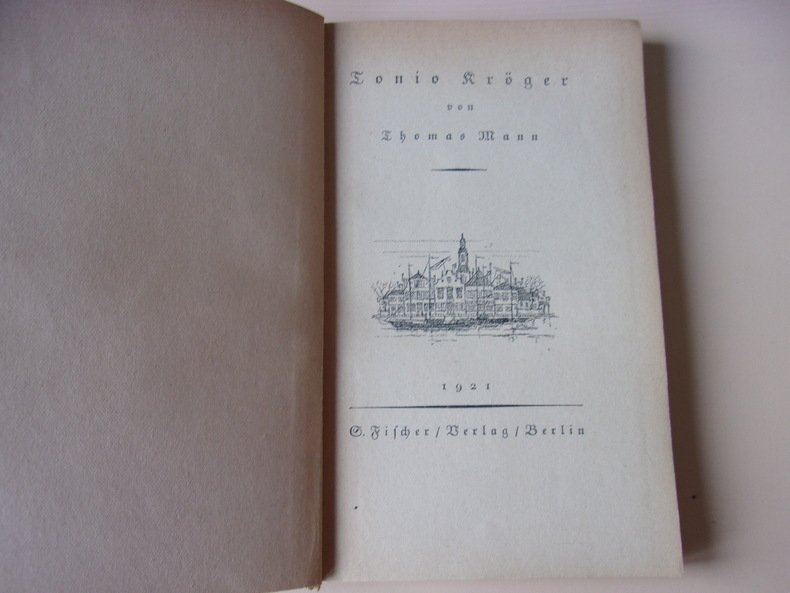 Tonio Kröger
von
Thomas Mann
1921
S. Fischer/Verlag/Berlin